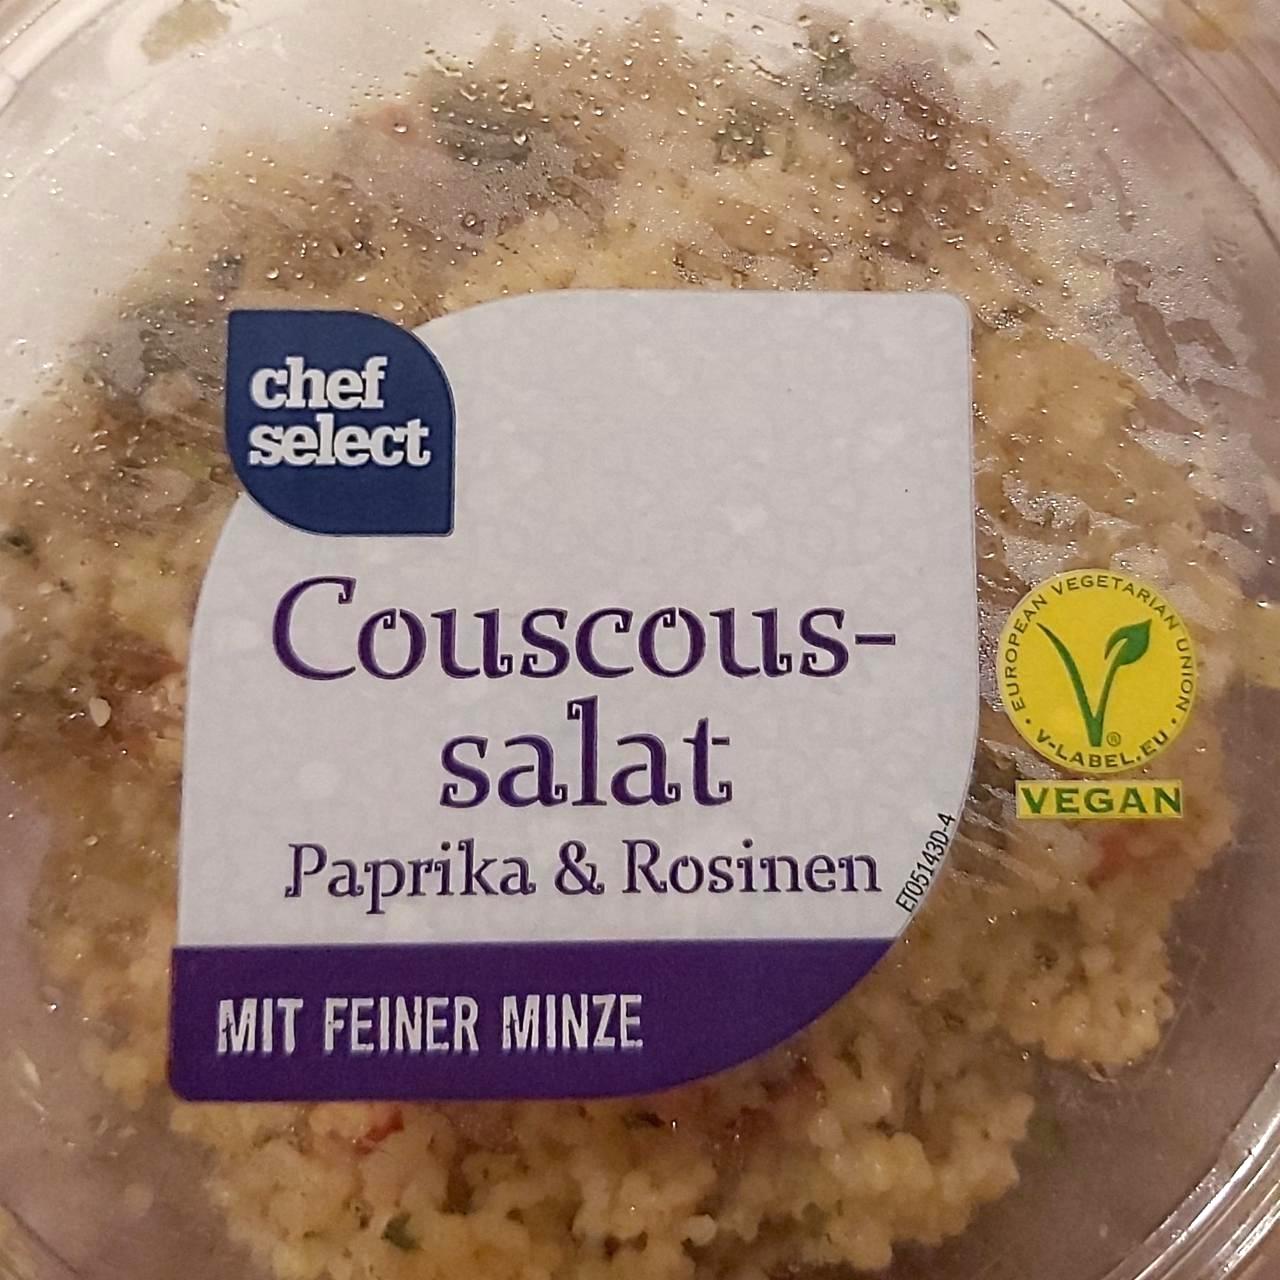 chef
select
Couscous-
salat
Paprika & Rosinen
MIT FEINER MINZE
ET05143D-4
• EUROPEAN VEGETARIAN UNION •
V-LABEL.EU
®
VEGAN